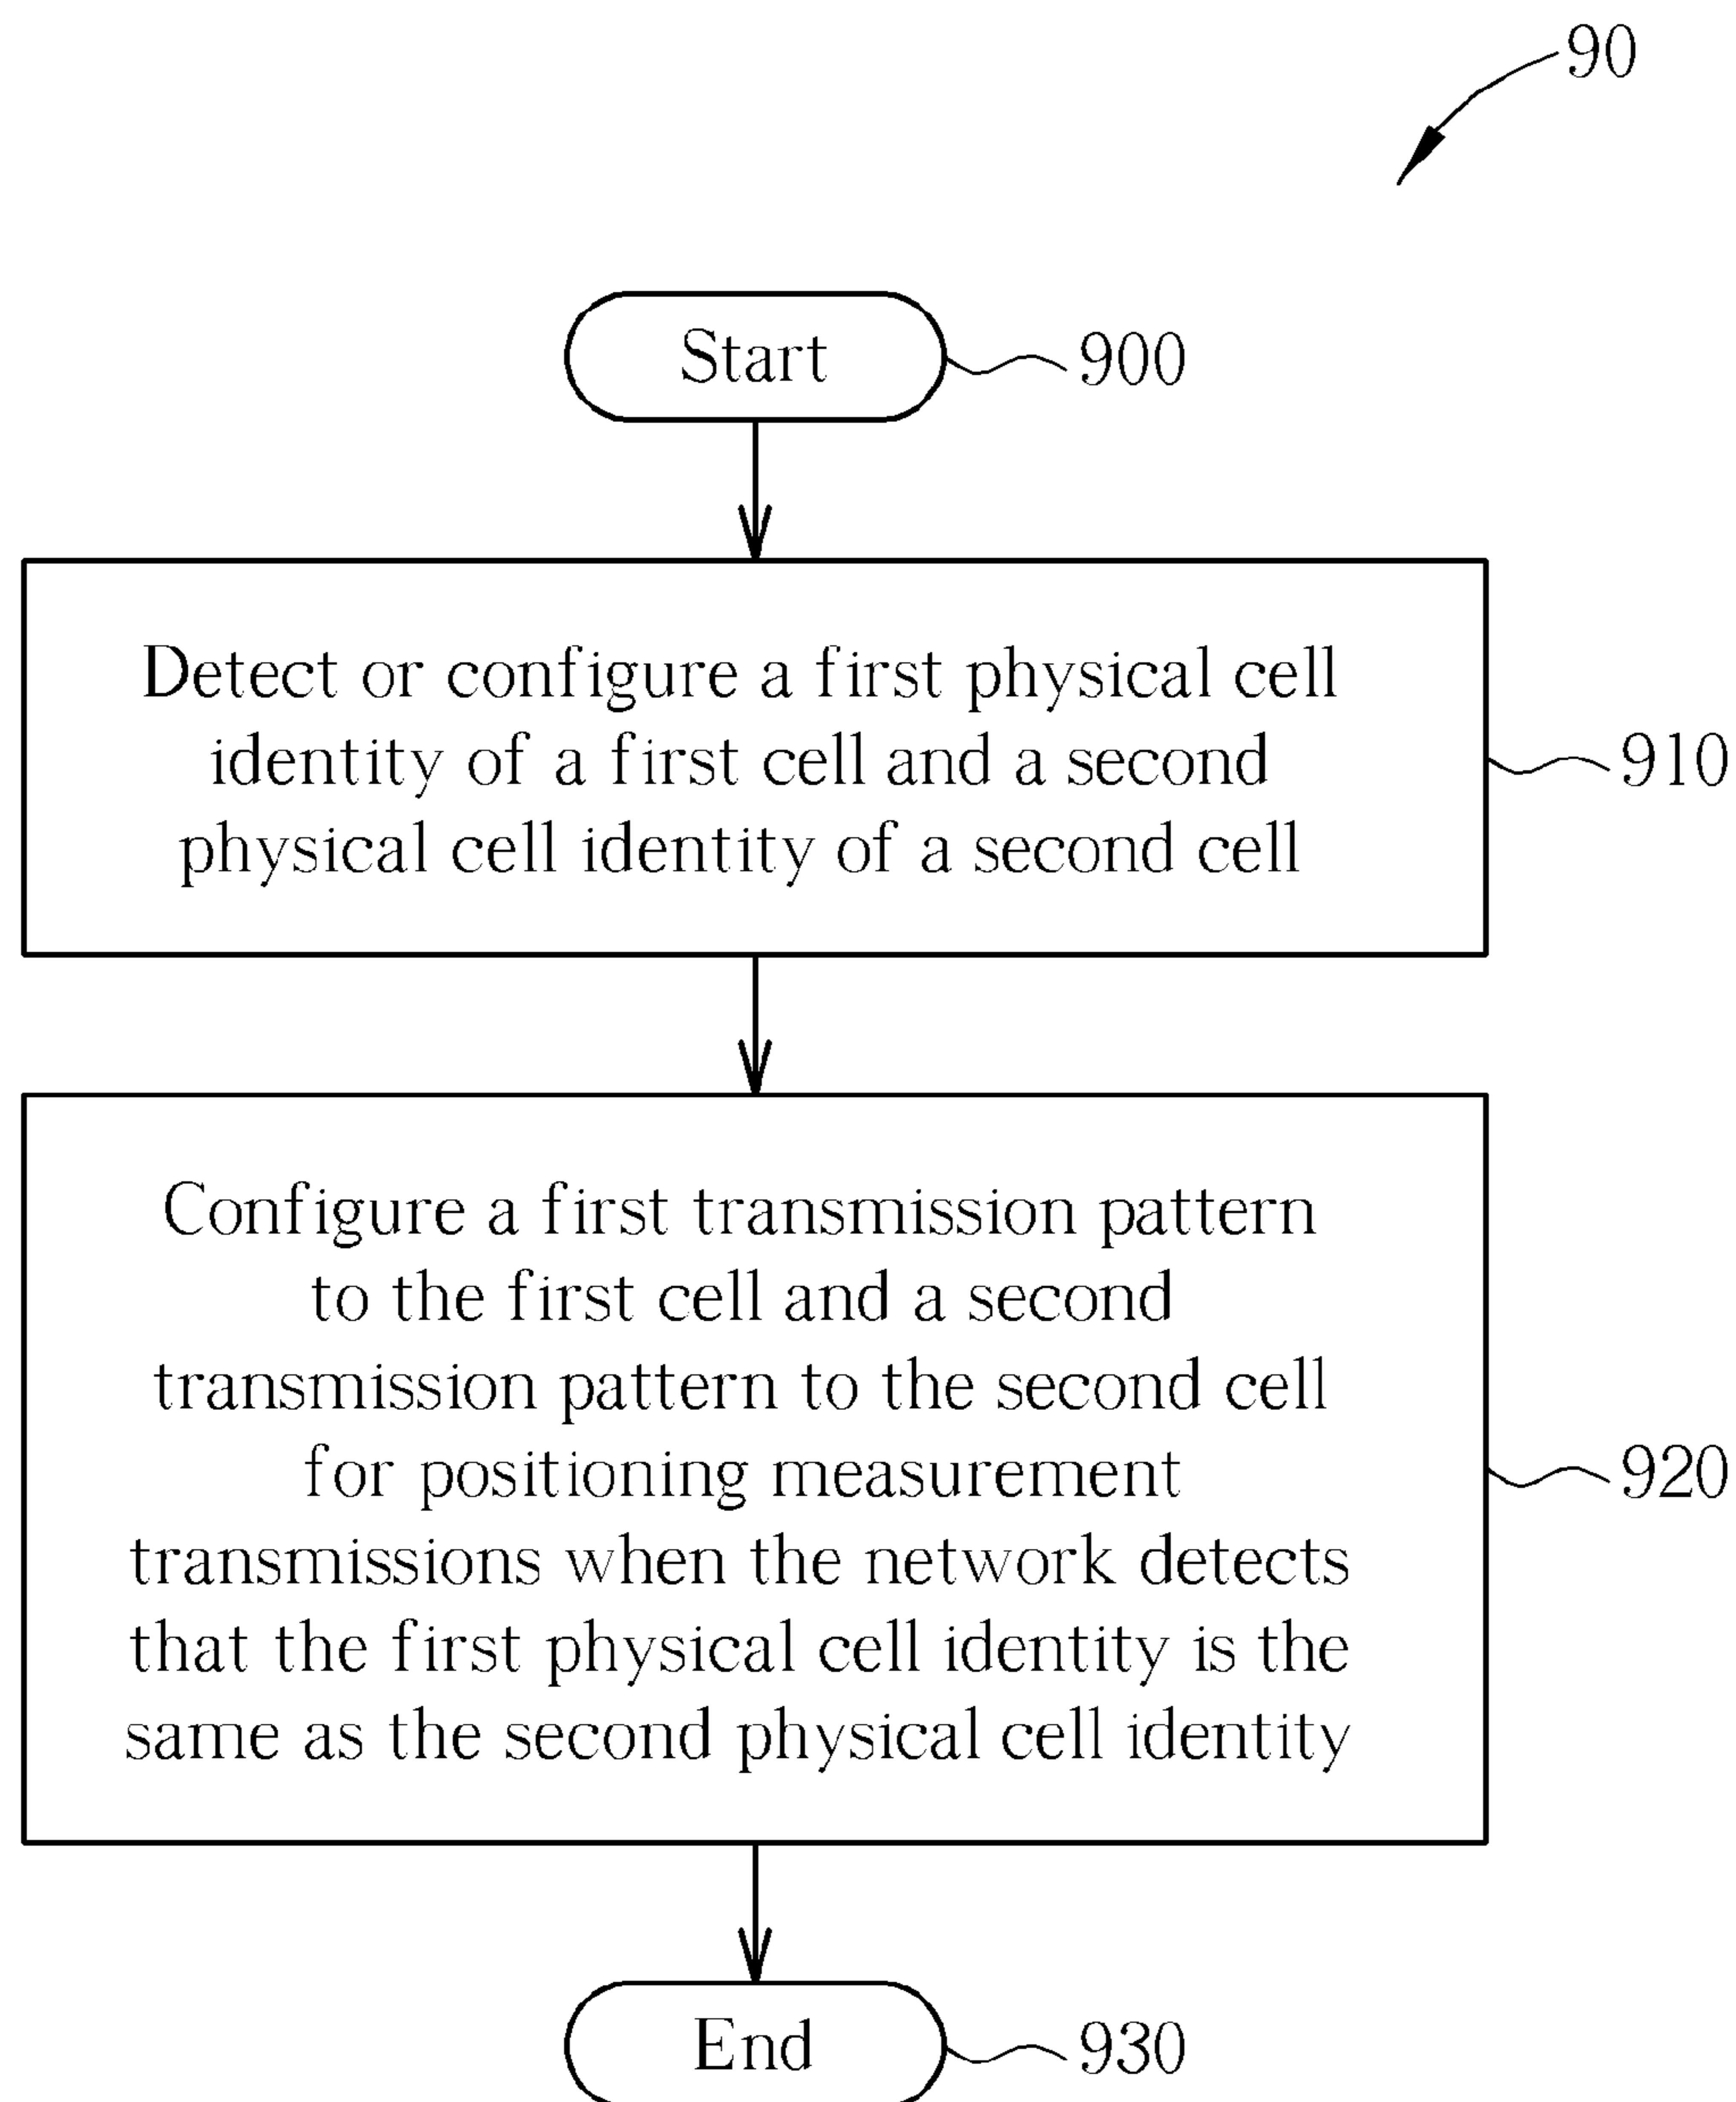 90
Start
900
Detect or configure a first physical cell
identity of a first cell and a second
physical cell identity of a second cell
910
Configure a first transmission pattern
to the first cell and a second
transmission pattern to the second cell
for positioning measurement
transmissions when the network detects
that the first physical cell identity is the
same as the second physical cell identity
920
End
930